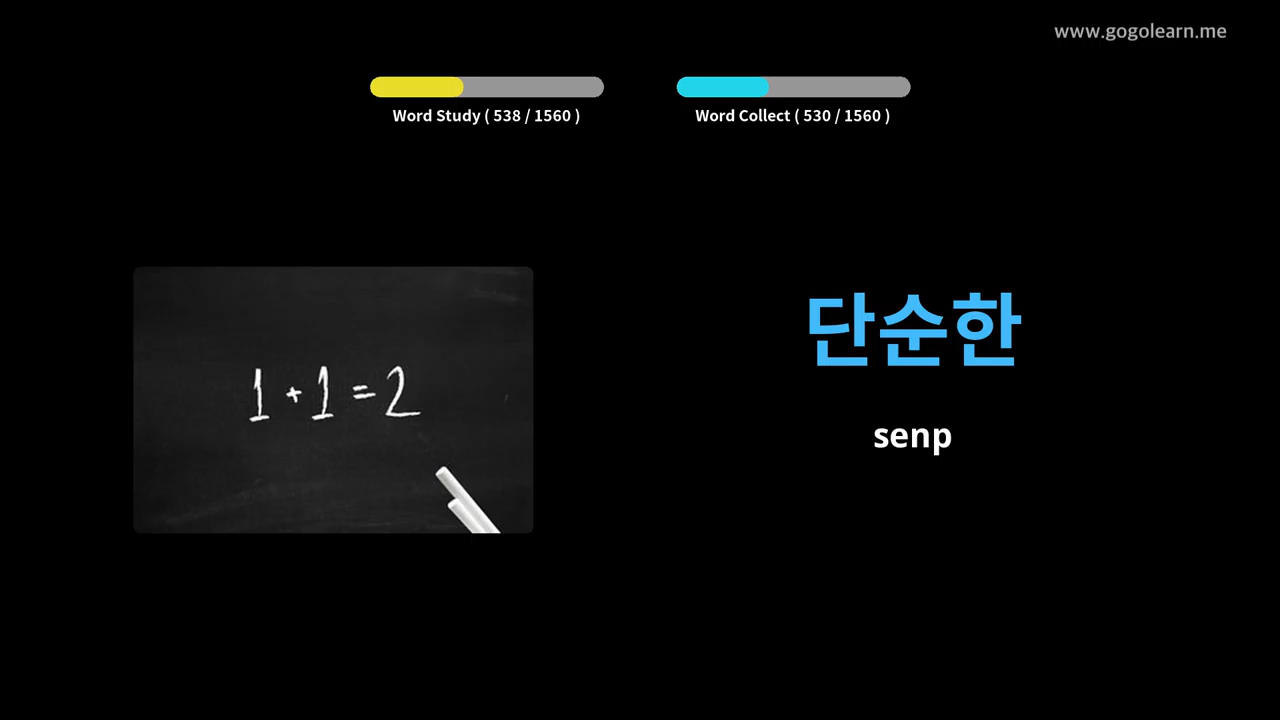 www.gogolearn.me
Word Study ( 538 / 1560 )
Word Collect ( 530 / 1560 )
1 + 1 = 2
단순한
senp